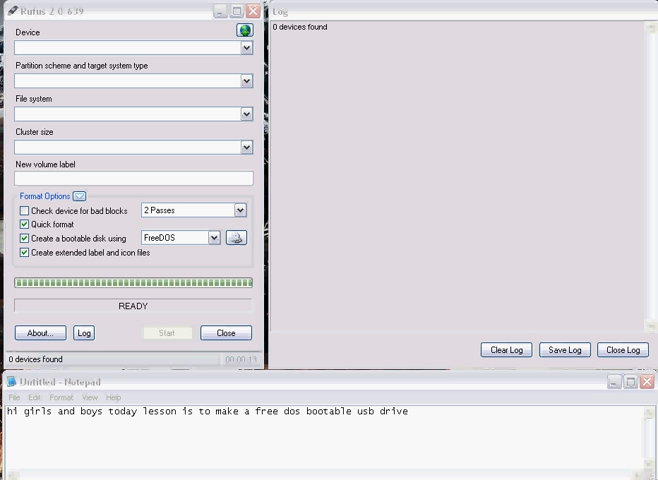 Rufus 2.0.639
Device
Partition scheme and target system type
File system
Cluster size
New volume label
Format Options
Check device for bad blocks
2 Passes
Quick format
Create a bootable disk using
FreeDOS
Create extended label and icon files
READY
About...
Log
Start
Close
0 devices found
00:00:13
Log
0 devices found
Clear Log
Save Log
Close Log
Untitled - Notepad
File Edit Format View Help
hi girls and boys today lesson is to make a free dos bootable usb drive